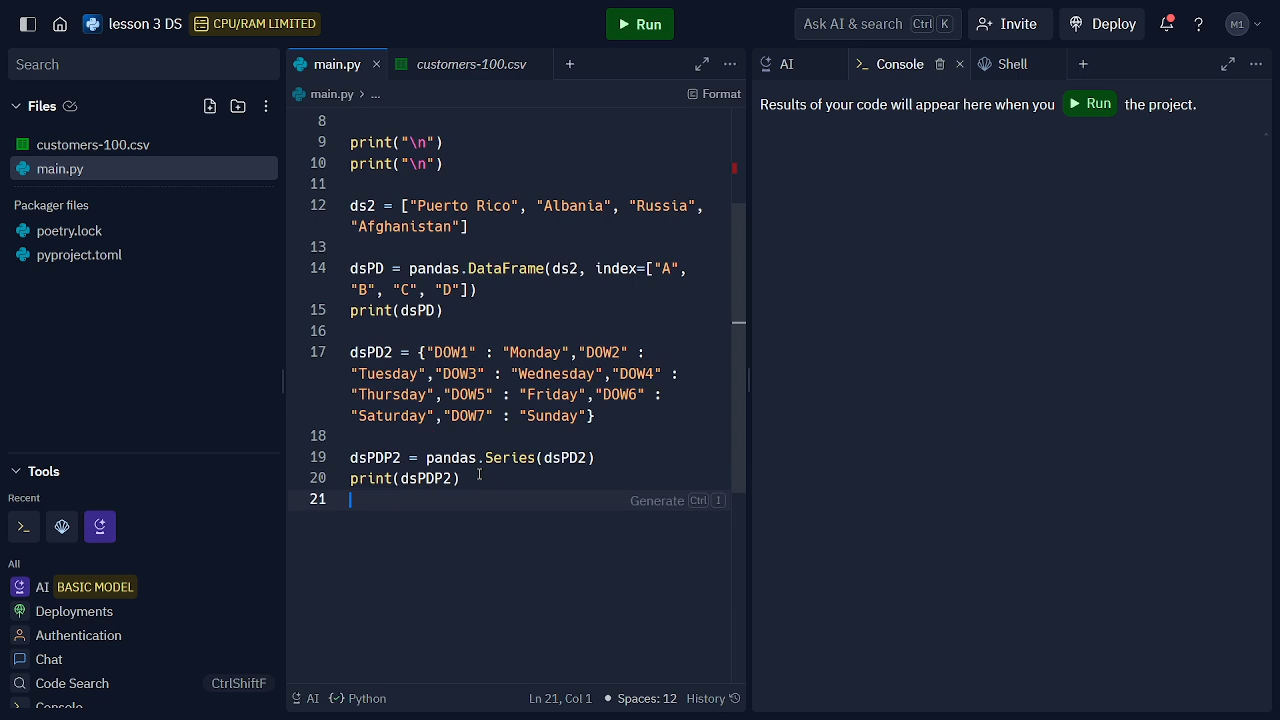 lesson 3 DS
CPU/RAM LIMITED
Run
Ask AI & search Ctrl K
Invite
Deploy
M1
Search
main.py
customers-100.csv
AI
Console
Shell
Files
main.py > ...
Format
Results of your code will appear here when you Run the project.
customers-100.csv
main.py
Packager files
poetry.lock
pyproject.toml
8
9 print("\n")
10 print("\n")
11
12 ds2 = ["Puerto Rico", "Albania", "Russia",
"Afghanistan"]
13
14 dsPD = pandas.DataFrame(ds2, index=["A",
"B", "C", "D"])
15 print(dsPD)
16
17 dsPD2 = {"DOW1" : "Monday","DOW2" :
"Tuesday","DOW3" : "Wednesday","DOW4" :
"Thursday","DOW5" : "Friday","DOW6" :
"Saturday","DOW7" : "Sunday"}
18
19 dsPDP2 = pandas.Series(dsPD2)
20 print(dsPDP2)
21
Generate Ctrl I
Tools
Recent
All
AI BASIC MODEL
Deployments
Authentication
Chat
Code Search CtrlShiftF
Console
AI
Python
Ln 21, Col 1
Spaces: 12
History